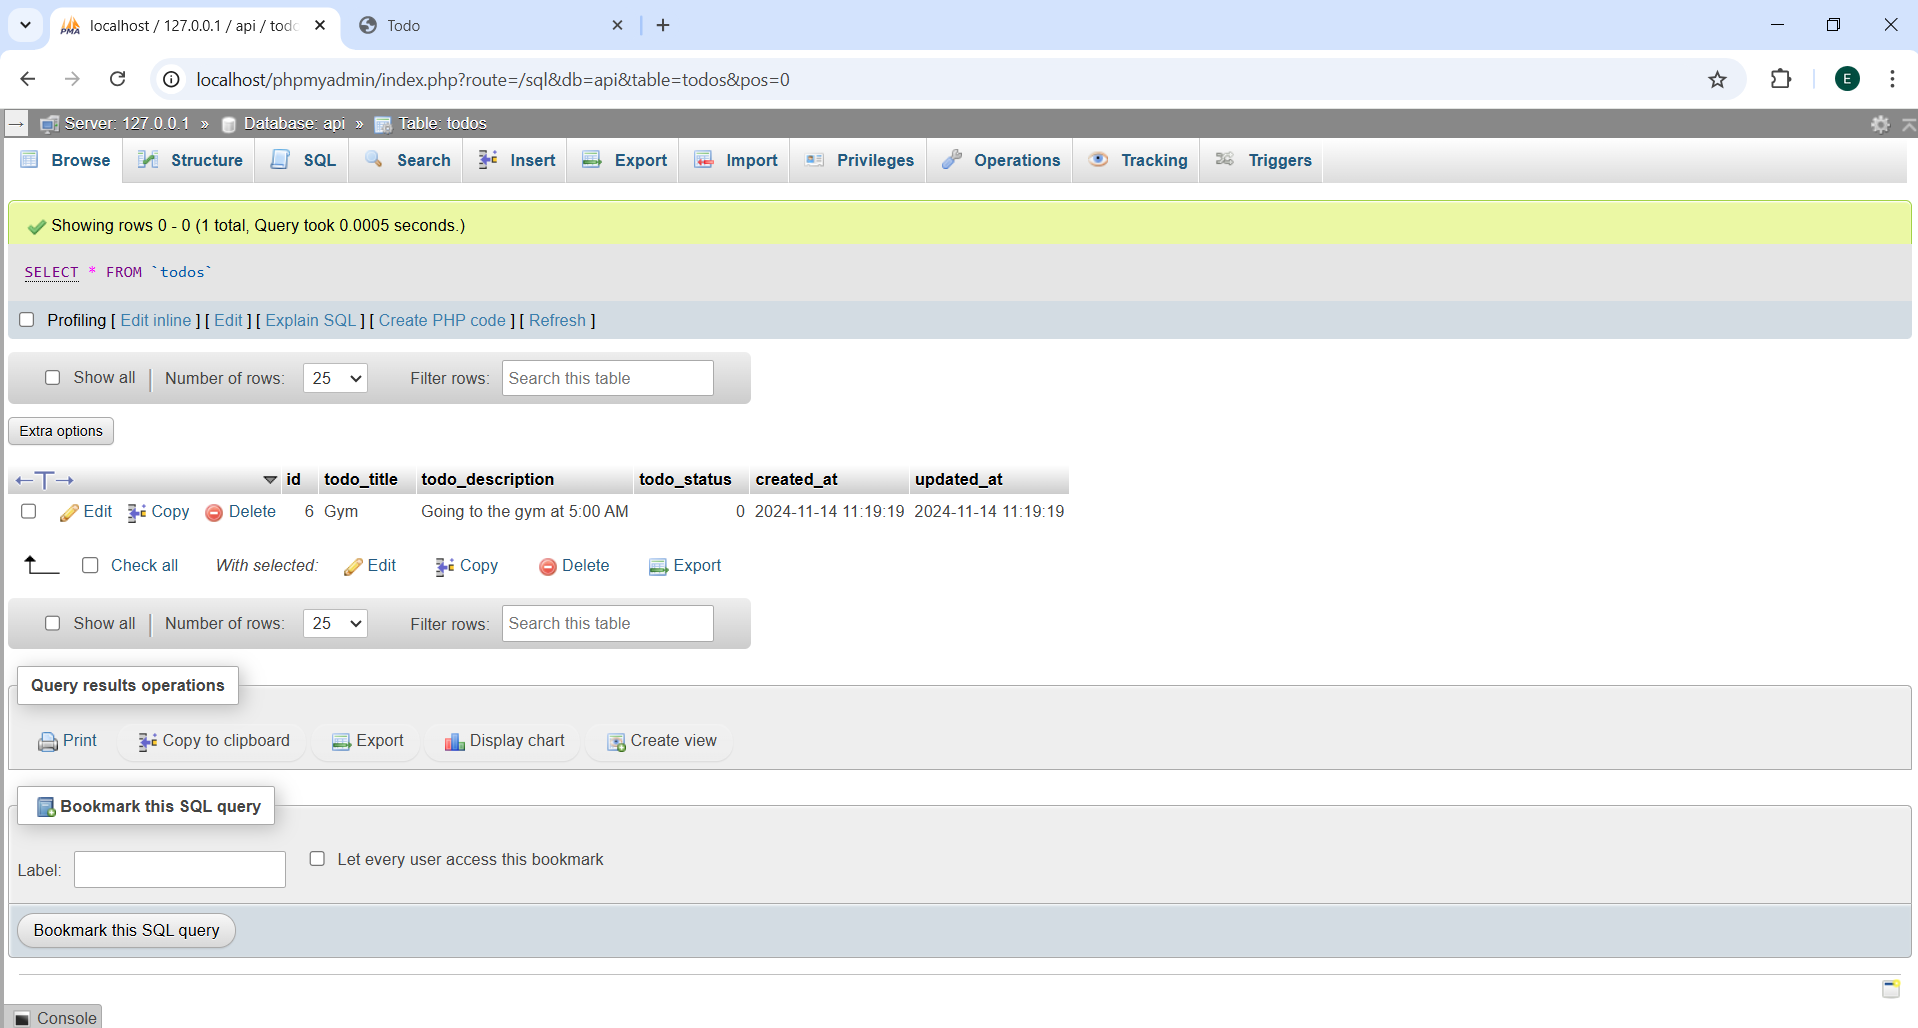 localhost / 127.0.0.1 / api / todo
Todo
localhost/phpmyadmin/index.php?route=/sql&db=api&table=todos&pos=0
E
Server: 127.0.0.1 » Database: api » Table: todos
Browse Structure SQL Search Insert Export Import Privileges Operations Tracking Triggers
Showing rows 0 - 0 (1 total, Query took 0.0005 seconds.)
SELECT * FROM `todos`
Profiling [ Edit inline ] [ Edit ] [ Explain SQL ] [ Create PHP code ] [ Refresh ]
Show all Number of rows: 25 Filter rows: Search this table
Extra options
id todo_title todo_description todo_status created_at updated_at
Edit Copy Delete 6 Gym Going to the gym at 5:00 AM 0 2024-11-14 11:19:19 2024-11-14 11:19:19
Check all With selected: Edit Copy Delete Export
Show all Number of rows: 25 Filter rows: Search this table
Query results operations
Print Copy to clipboard Export Display chart Create view
Bookmark this SQL query
Label: Let every user access this bookmark
Bookmark this SQL query
Console